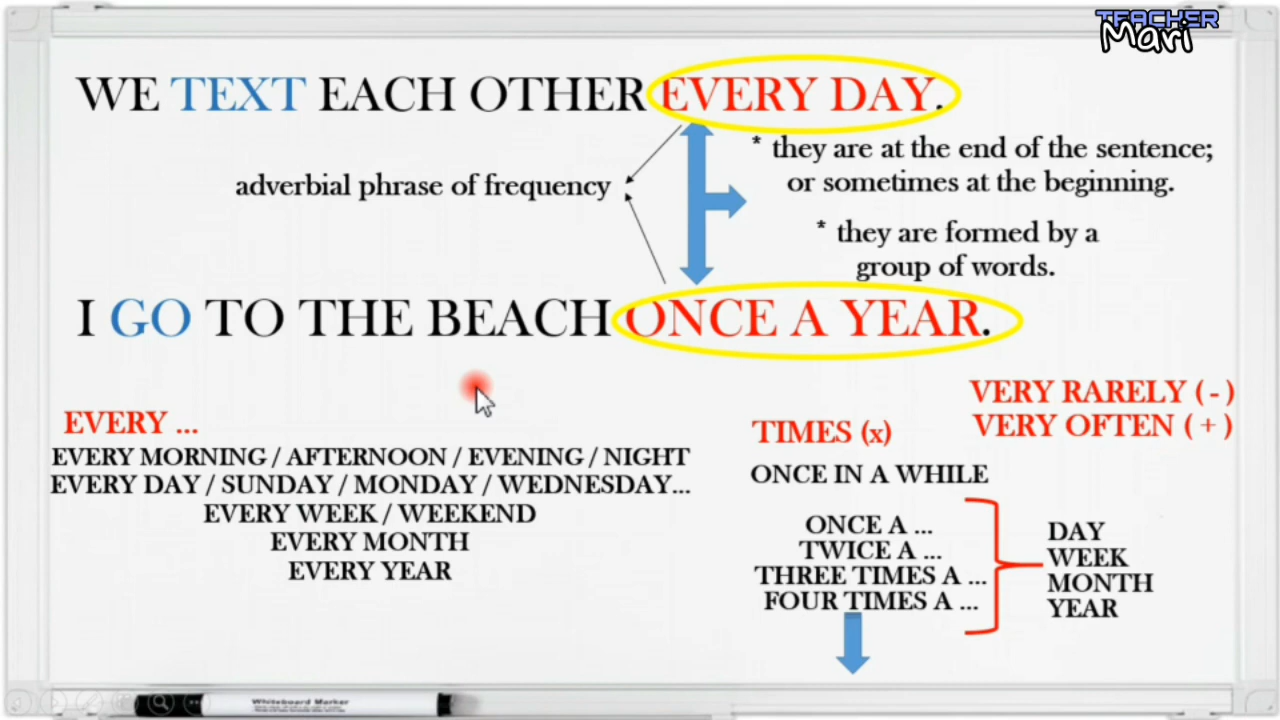 TEACHER
Mari
WE TEXT EACH OTHER EVERY DAY.
* they are at the end of the sentence;
or sometimes at the beginning.
adverbial phrase of frequency
* they are formed by a
group of words.
I GO TO THE BEACH ONCE A YEAR.
VERY RARELY ( - )
VERY OFTEN ( + )
EVERY ...
EVERY MORNING / AFTERNOON / EVENING / NIGHT
EVERY DAY / SUNDAY / MONDAY / WEDNESDAY...
EVERY WEEK / WEEKEND
EVERY MONTH
EVERY YEAR
TIMES (x)
ONCE IN A WHILE
ONCE A ...
TWICE A ...
THREE TIMES A ...
FOUR TIMES A ...
DAY
WEEK
MONTH
YEAR
Whiteboard Marker